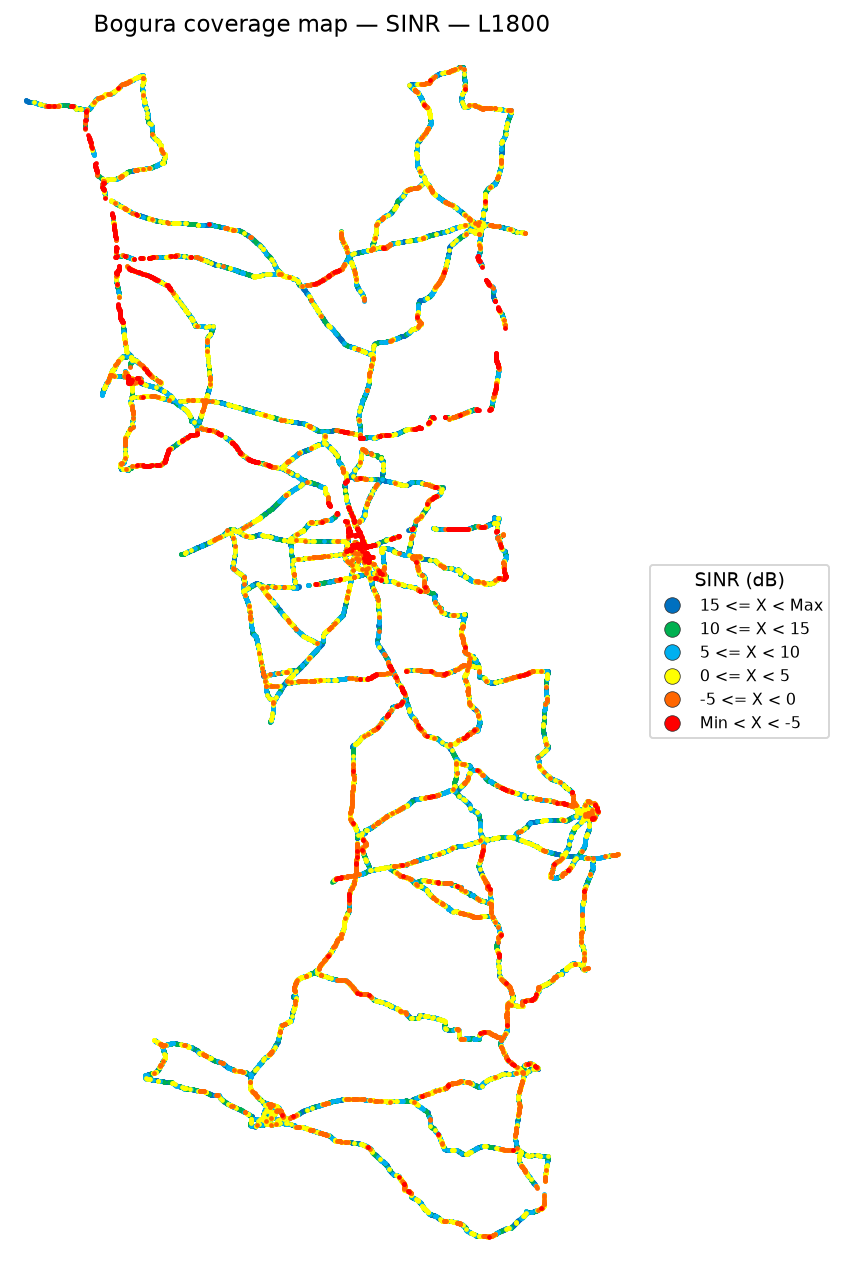 Bogura coverage map — SINR — L1800
SINR (dB)
15 <= X < Max
10 <= X < 15
5 <= X < 10
0 <= X < 5
-5 <= X < 0
Min < X < -5